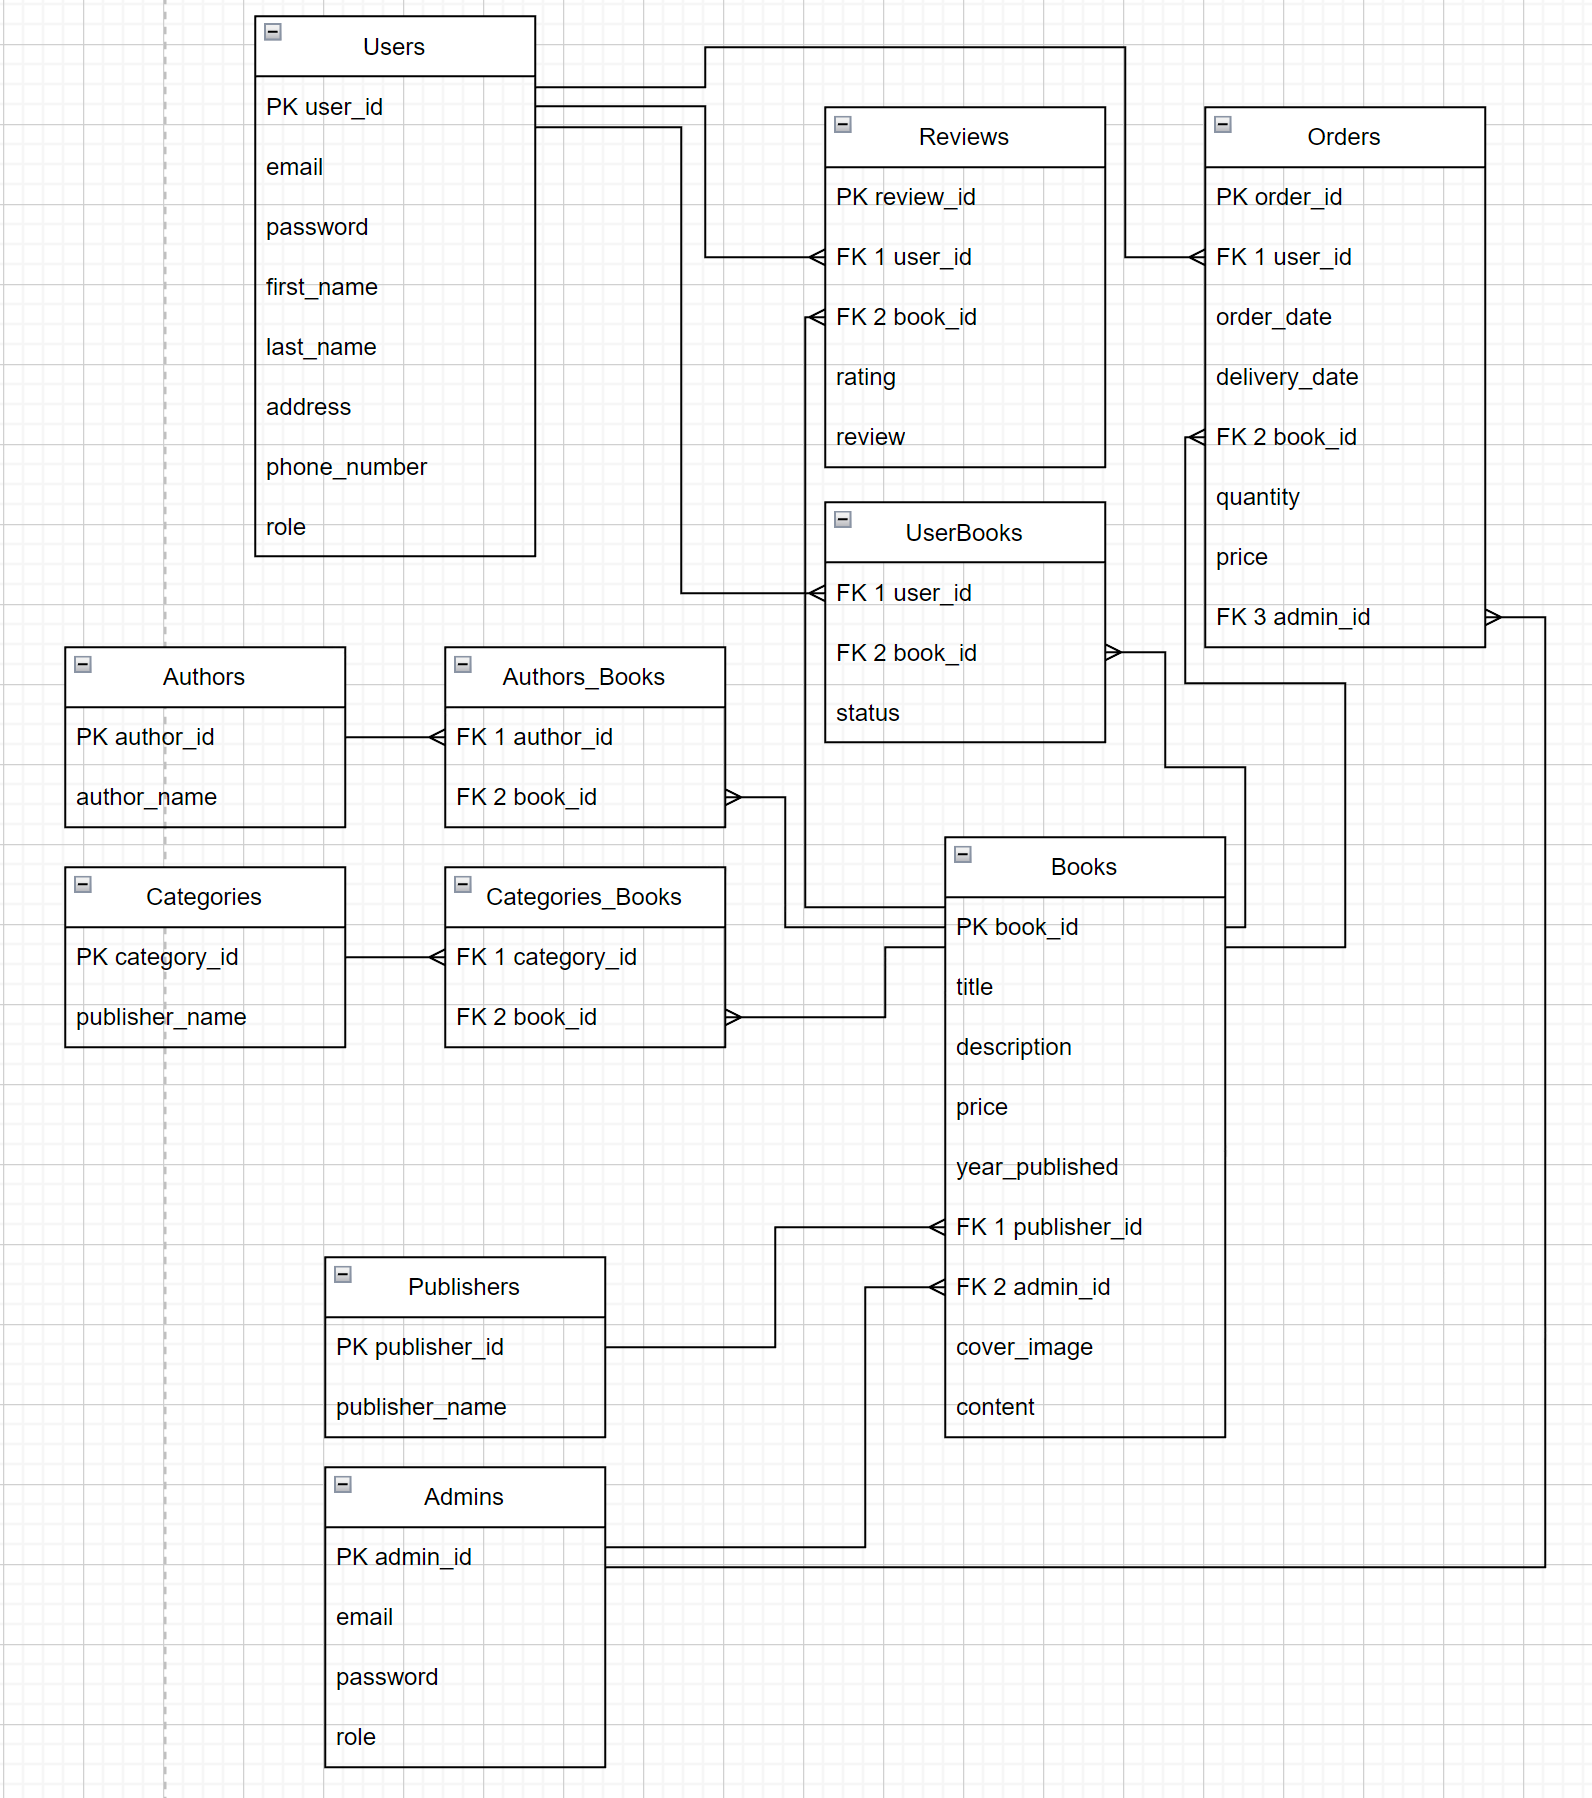 Users
PK user_id
email
password
first_name
last_name
address
phone_number
role
Reviews
PK review_id
FK 1 user_id
FK 2 book_id
rating
review
Orders
PK order_id
FK 1 user_id
order_date
delivery_date
FK 2 book_id
quantity
price
FK 3 admin_id
UserBooks
FK 1 user_id
FK 2 book_id
status
Authors
PK author_id
author_name
Authors_Books
FK 1 author_id
FK 2 book_id
Categories
PK category_id
publisher_name
Categories_Books
FK 1 category_id
FK 2 book_id
Books
PK book_id
title
description
price
year_published
FK 1 publisher_id
FK 2 admin_id
cover_image
content
Publishers
PK publisher_id
publisher_name
Admins
PK admin_id
email
password
role